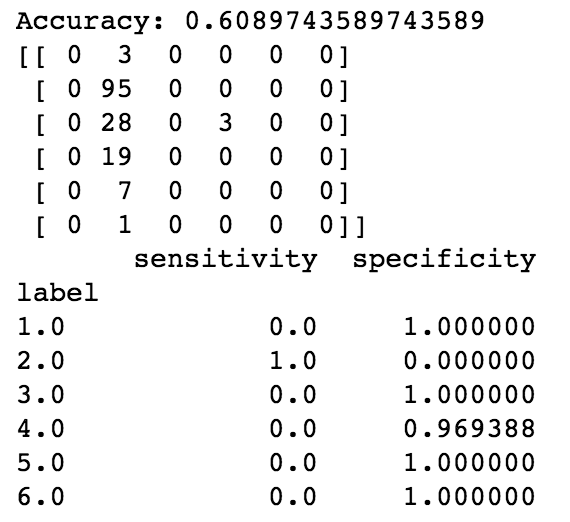 Accuracy: 0.6089743589743589
[[ 0 3 0 0 0 0]
[ 0 95 0 0 0 0]
[ 0 28 0 3 0 0]
[ 0 19 0 0 0 0]
[ 0 7 0 0 0 0]
[ 0 1 0 0 0 0]]
sensitivity specificity
label
1.0 0.0 1.000000
2.0 1.0 0.000000
3.0 0.0 1.000000
4.0 0.0 0.969388
5.0 0.0 1.000000
6.0 0.0 1.000000